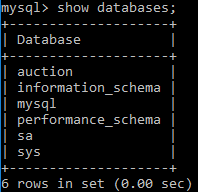 mysql> show databases;
+--------------------+
| Database           |
+--------------------+
| auction            |
| information_schema |
| mysql              |
| performance_schema |
| sa                 |
| sys                |
+--------------------+
6 rows in set (0.00 sec)